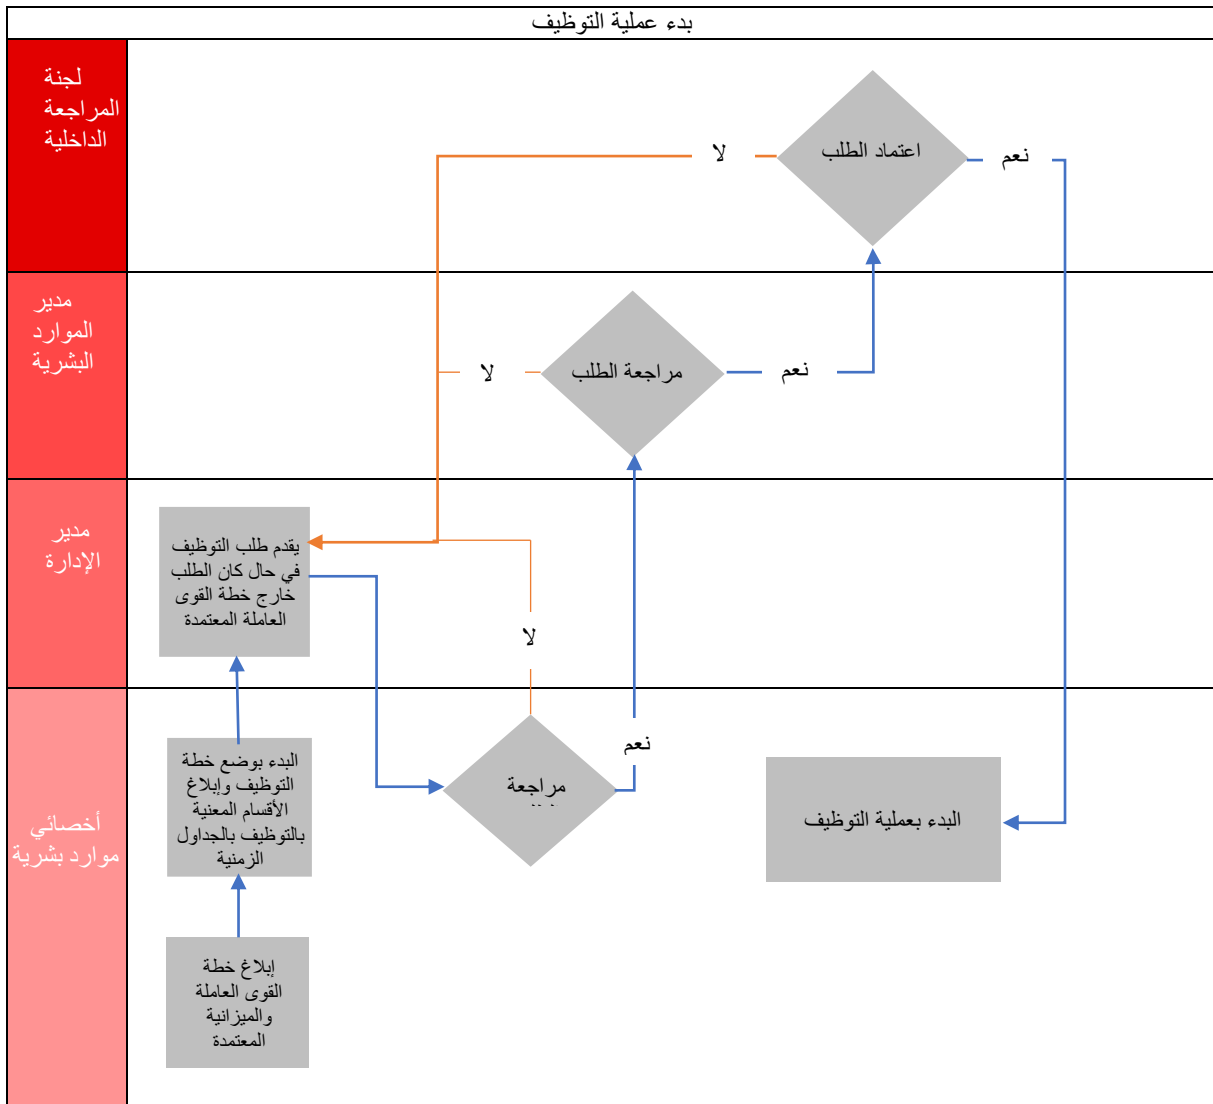 بدء عملية التوظيف
لجنة
المراجعة
الداخلية
اعتماد الطلب
نعم
لا
مدير
الموارد
البشرية
مراجعة الطلب
نعم
لا
مدير
الإدارة
يقدم طلب التوظيف
في حال كان الطلب
خارج خطة القوى
العاملة المعتمدة
لا
أخصائي
موارد بشرية
البدء بوضع خطة
التوظيف وإبلاغ
الأقسام المعنية
بالتوظيف بالجداول
الزمنية
مراجعة
نعم
البدء بعملية التوظيف
إبلاغ خطة
القوى العاملة
والميزانية
المعتمدة